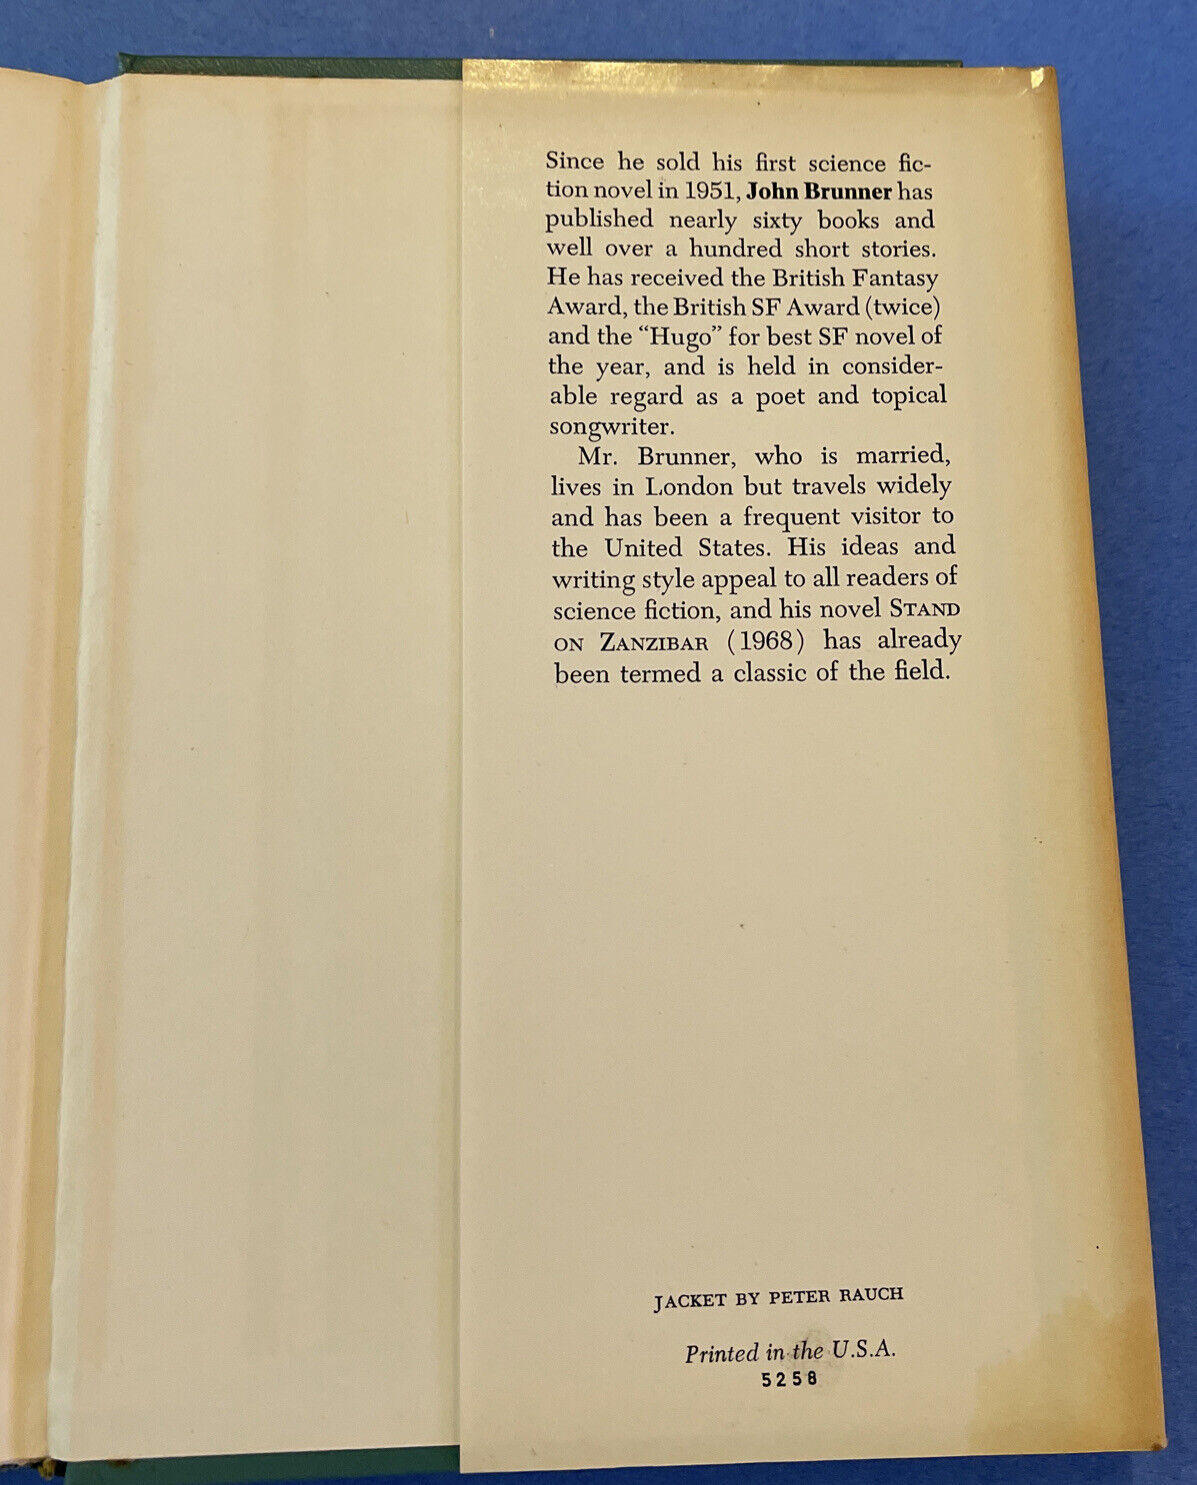 Since he sold his first science fic-
tion novel in 1951, John Brunner has
published nearly sixty books and
well over a hundred short stories.
He has received the British Fantasy
Award, the British SF Award (twice)
and the “Hugo” for best SF novel of
the year, and is held in consider-
able regard as a poet and topical
songwriter.
Mr. Brunner, who is married,
lives in London but travels widely
and has been a frequent visitor to
the United States. His ideas and
writing style appeal to all readers of
science fiction, and his novel STAND
ON ZANZIBAR (1968) has already
been termed a classic of the field.
JACKET BY PETER RAUCH
Printed in the U.S.A.
5258